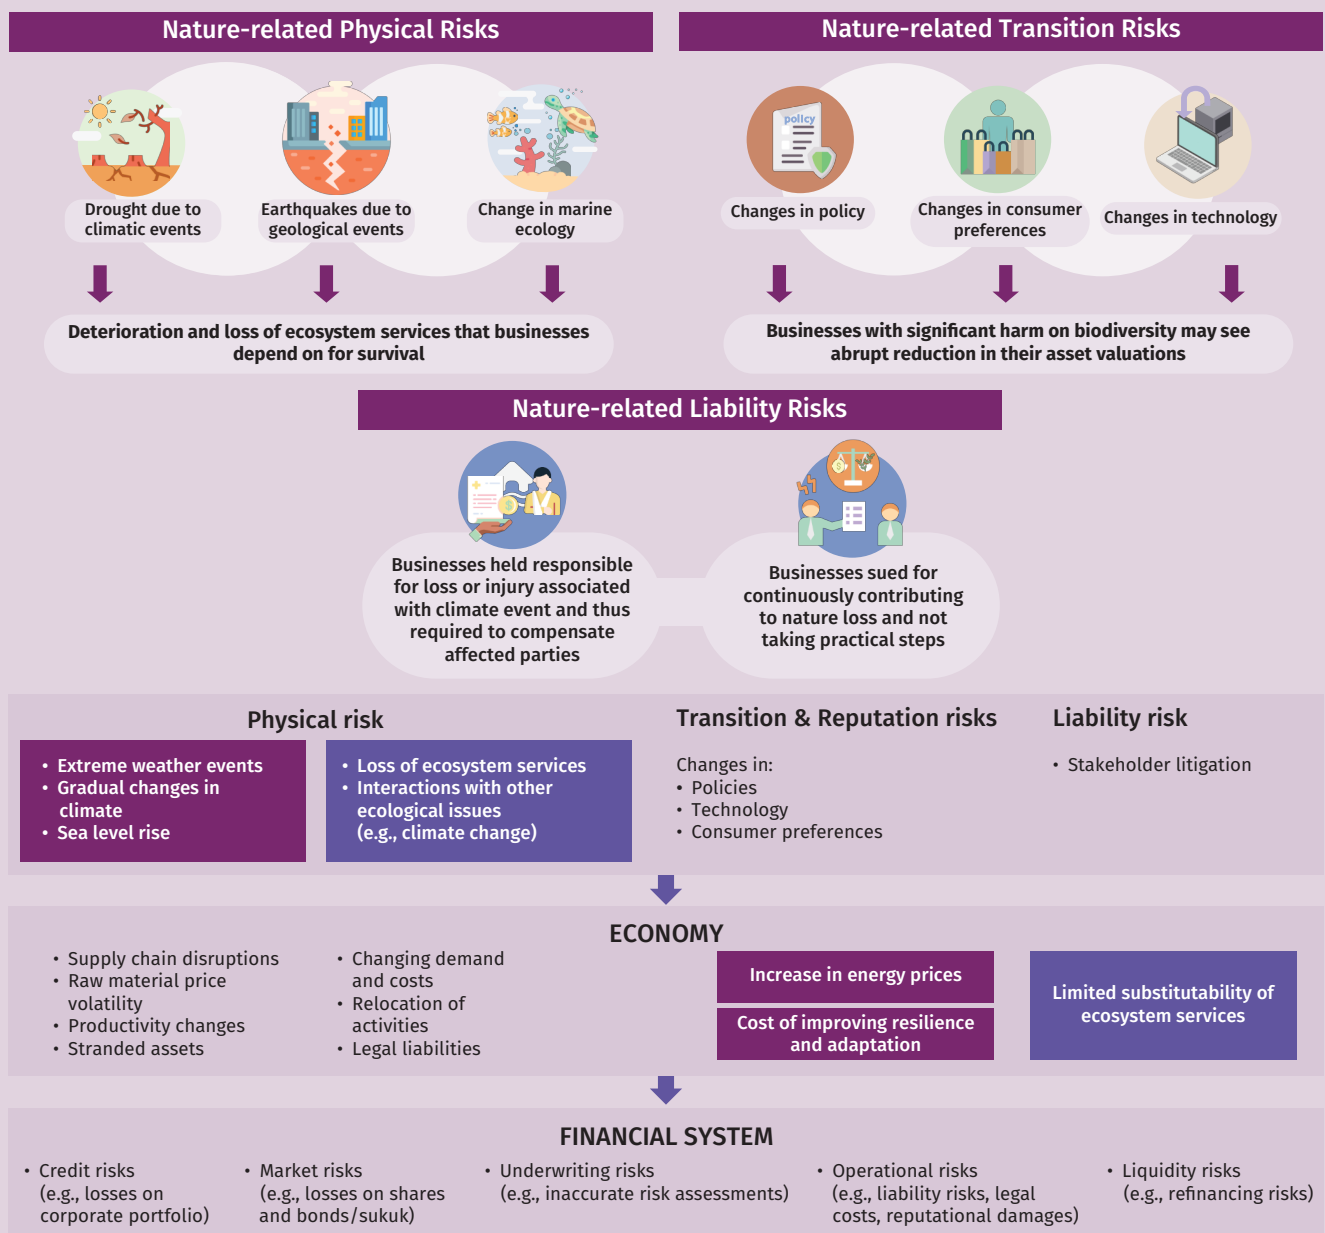 Nature-related Physical Risks
Drought due to
climatic events
Earthquakes due to
geological events
Change in marine
ecology
Deterioration and loss of ecosystem services that businesses
depend on for survival
Nature-related Transition Risks
policy
Changes in policy
Changes in consumer
preferences
Changes in technology
Businesses with significant harm on biodiversity may see
abrupt reduction in their asset valuations
Nature-related Liability Risks
$
Businesses held responsible
for loss or injury associated
with climate event and thus
required to compensate
affected parties
$
Businesses sued for
continuously contributing
to nature loss and not
taking practical steps
Physical risk
• Extreme weather events
• Gradual changes in
climate
• Sea level rise
• Loss of ecosystem services
• Interactions with other
ecological issues
(e.g., climate change)
Transition & Reputation risks
Changes in:
• Policies
• Technology
• Consumer preferences
Liability risk
• Stakeholder litigation
ECONOMY
• Supply chain disruptions
• Raw material price
volatility
• Productivity changes
• Stranded assets
• Changing demand
and costs
• Relocation of
activities
• Legal liabilities
Increase in energy prices
Cost of improving resilience
and adaptation
Limited substitutability of
ecosystem services
FINANCIAL SYSTEM
• Credit risks
(e.g., losses on
corporate portfolio)
• Market risks
(e.g., losses on shares
and bonds/sukuk)
• Underwriting risks
(e.g., inaccurate risk assessments)
• Operational risks
(e.g., liability risks, legal
costs, reputational damages)
• Liquidity risks
(e.g., refinancing risks)